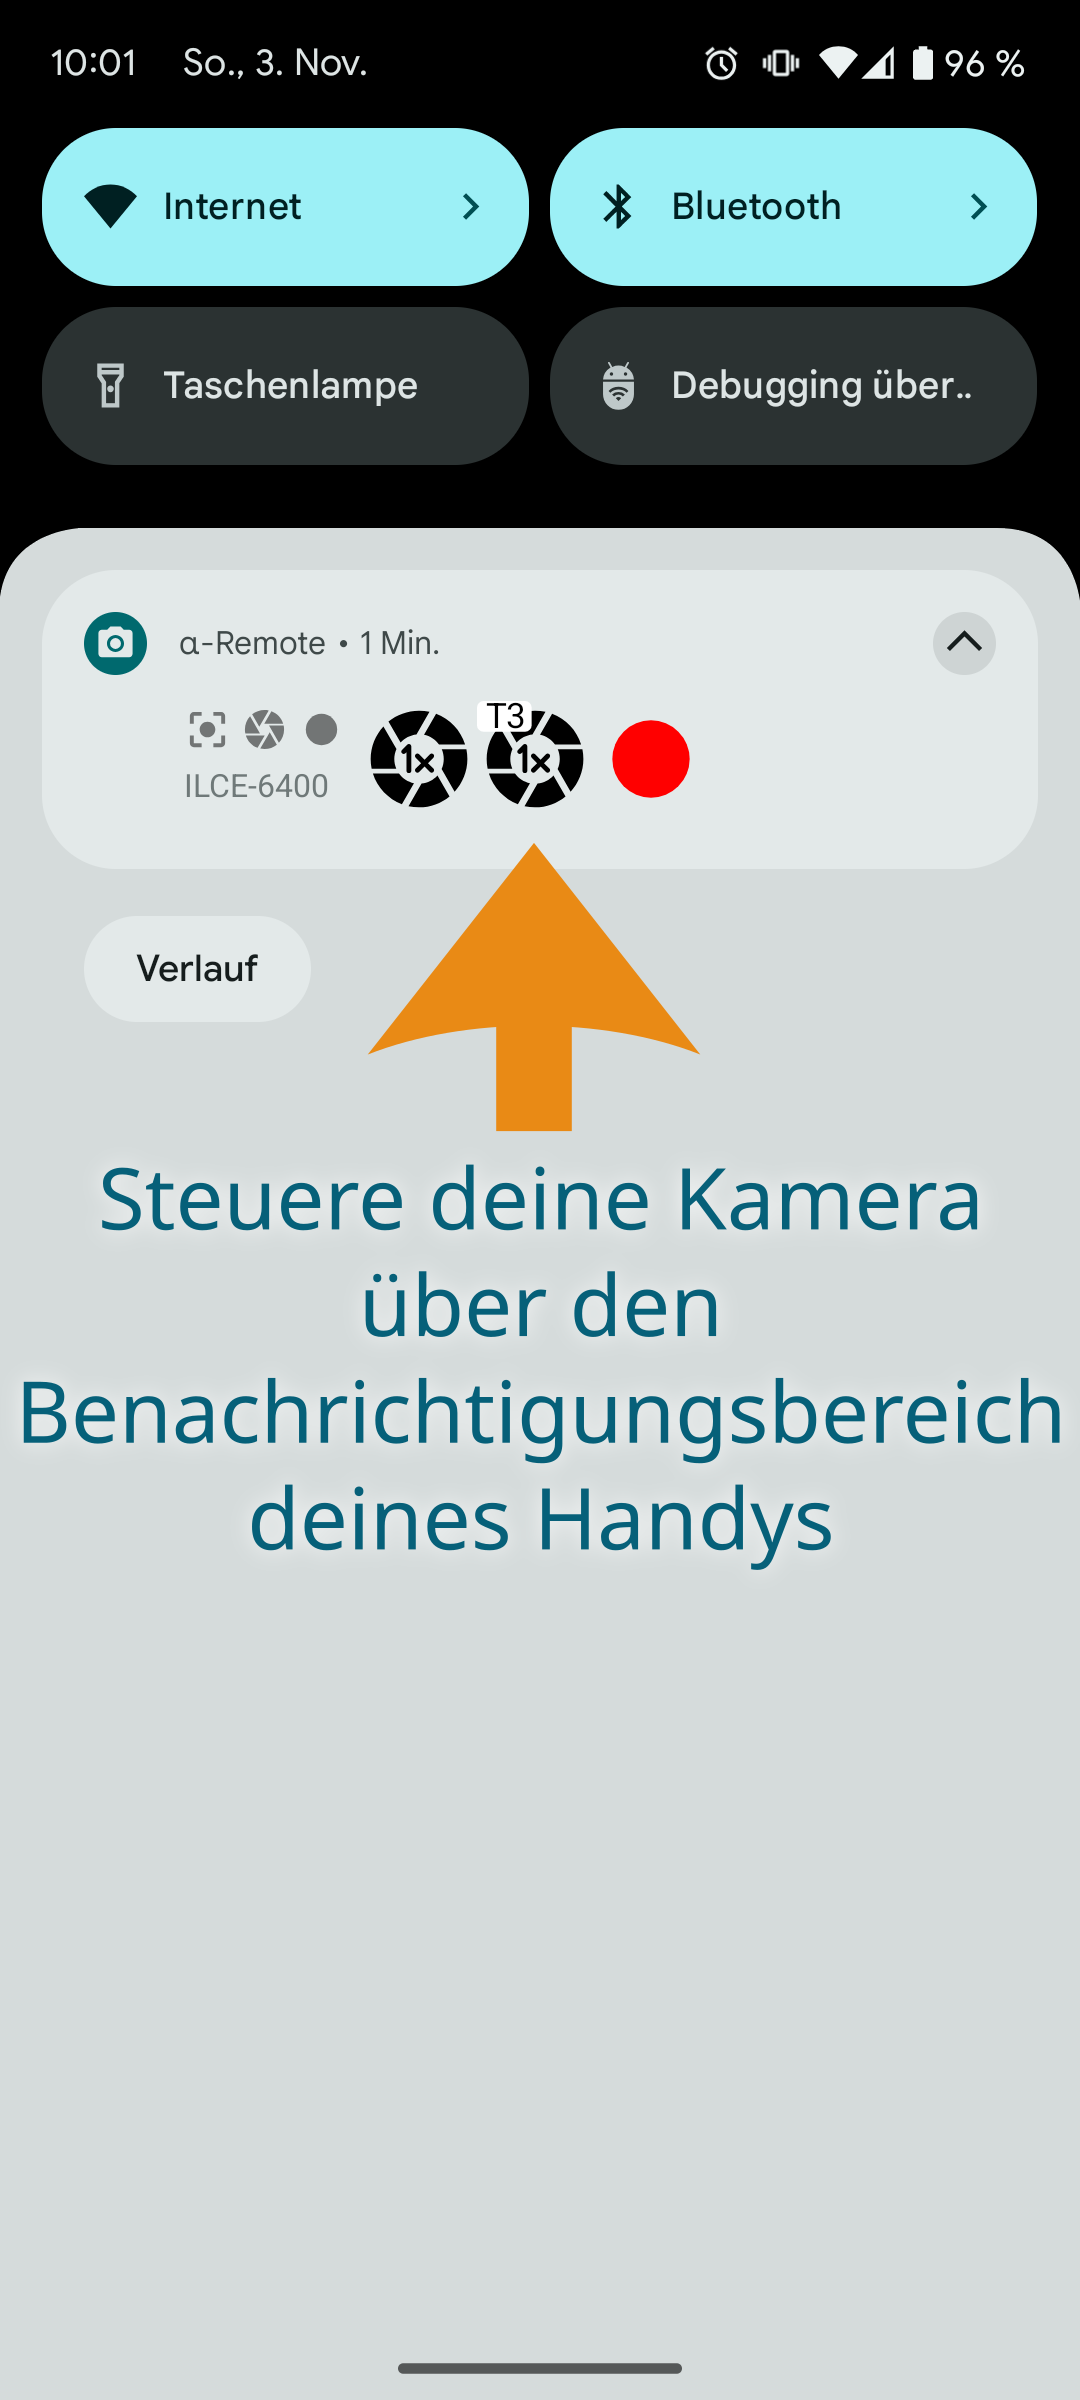 10:01 So., 3. Nov. 96 %
Internet Bluetooth
Taschenlampe Debugging über..
α-Remote • 1 Min.
T3
1x 1x
ILCE-6400
Verlauf
Steuere deine Kamera
über den
Benachrichtigungsbereich
deines Handys